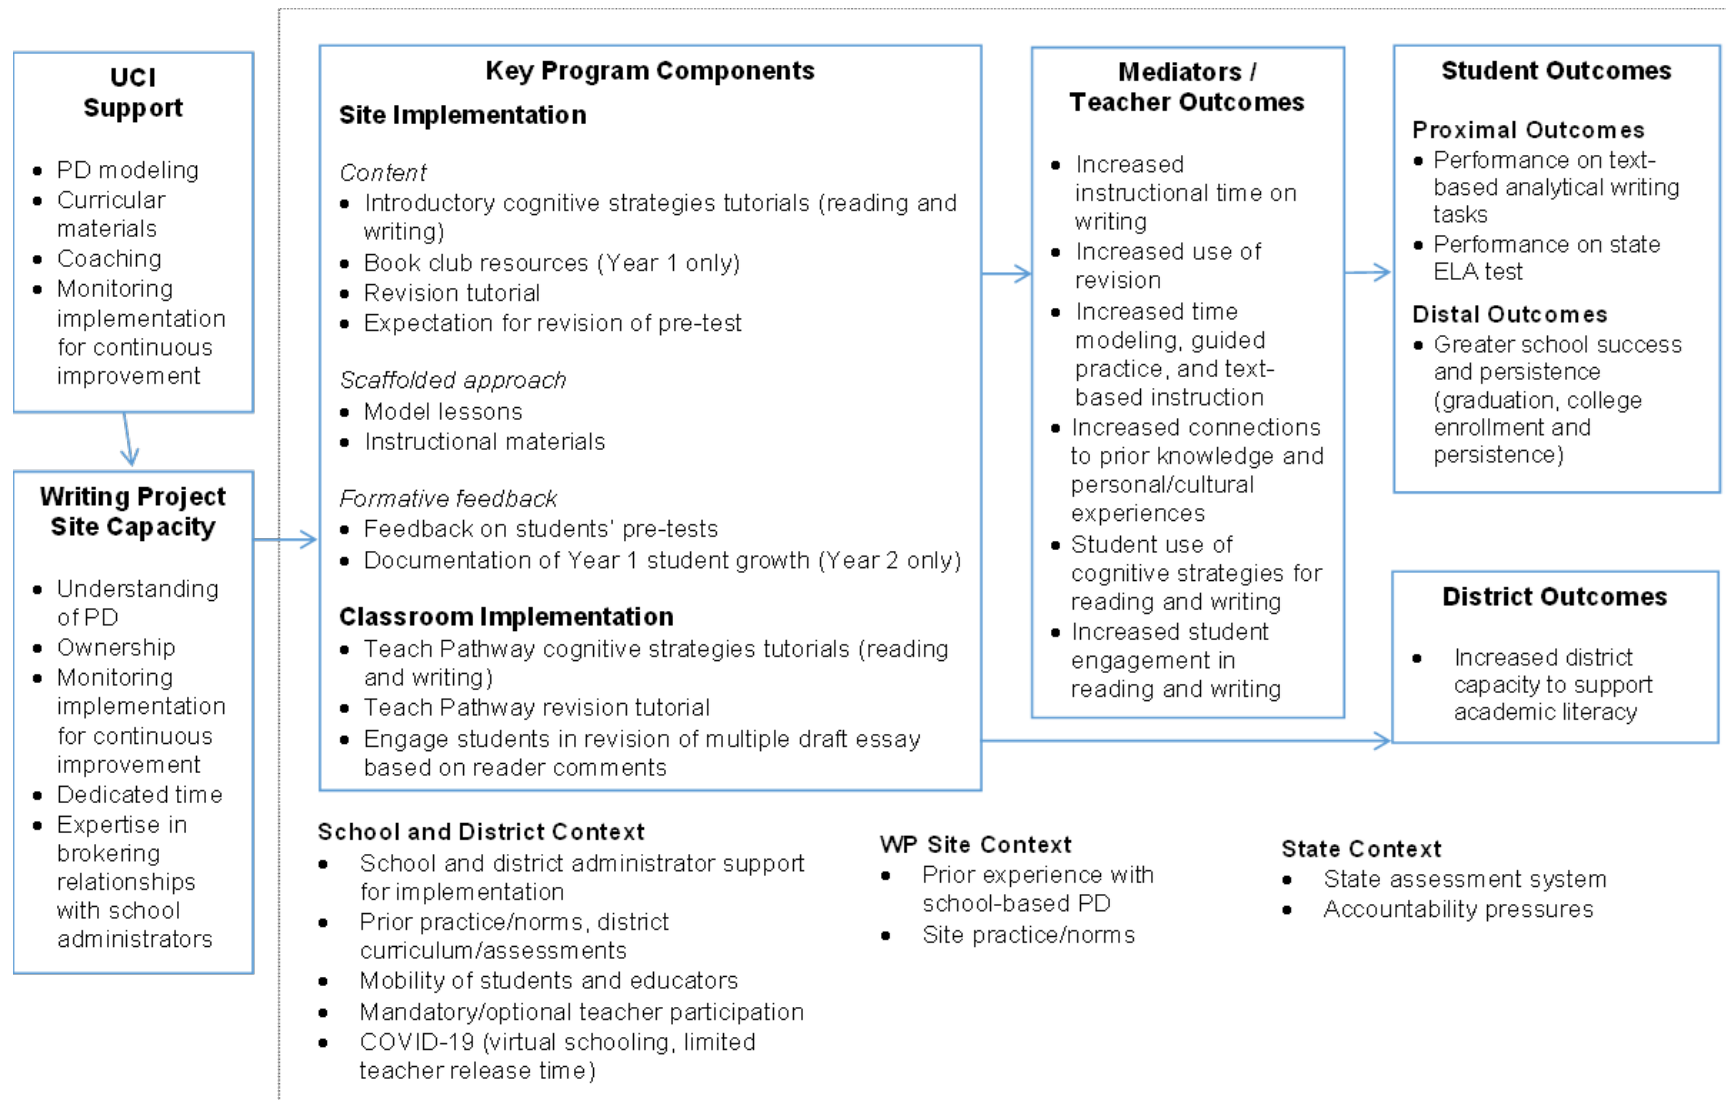 UCI
Support
• PD modeling
• Curricular
materials
• Coaching
• Monitoring
implementation
for continuous
improvement
Writing Project
Site Capacity
• Understanding
of PD
• Ownership
• Monitoring
implementation
for continuous
improvement
• Dedicated time
• Expertise in
brokering
relationships
with school
administrators
Key Program Components
Site Implementation
Content
• Introductory cognitive strategies tutorials (reading and
writing)
• Book club resources (Year 1 only)
• Revision tutorial
• Expectation for revision of pre-test
Scaffolded approach
• Model lessons
• Instructional materials
Formative feedback
• Feedback on students' pre-tests
• Documentation of Year 1 student growth (Year 2 only)
Classroom Implementation
• Teach Pathway cognitive strategies tutorials (reading
and writing)
• Teach Pathway revision tutorial
• Engage students in revision of multiple draft essay
based on reader comments
Mediators /
Teacher Outcomes
• Increased
instructional time on
writing
• Increased use of
revision
• Increased time
modeling, guided
practice, and text-
based instruction
• Increased connections
to prior knowledge and
personal/cultural
experiences
• Student use of
cognitive strategies for
reading and writing
• Increased student
engagement in
reading and writing
Student Outcomes
Proximal Outcomes
• Performance on text-
based analytical writing
tasks
• Performance on state
ELA test
Distal Outcomes
• Greater school success
and persistence
(graduation, college
enrollment and
persistence)
District Outcomes
• Increased district
capacity to support
academic literacy
School and District Context
• School and district administrator support
for implementation
• Prior practice/norms, district
curriculum/assessments
• Mobility of students and educators
• Mandatory/optional teacher participation
• COVID-19 (virtual schooling, limited
teacher release time)
WP Site Context
• Prior experience with
school-based PD
• Site practice/norms
State Context
• State assessment system
• Accountability pressures